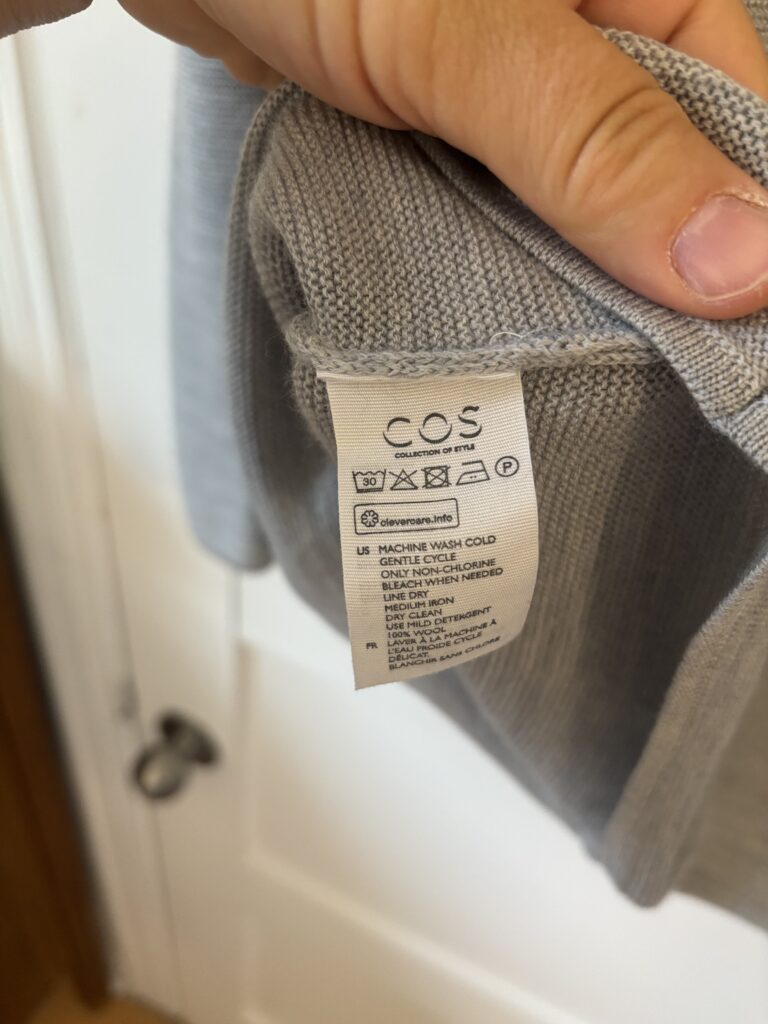 COS
COLLECTION OF STYLE
30 P
clevercare.info
US MACHINE WASH COLD
GENTLE CYCLE
ONLY NON-CHLORINE
BLEACH WHEN NEEDED
LINE DRY
MEDIUM IRON
DRY CLEAN
USE MILD DETERGENT
100% WOOL
FR LAVER À LA MACHINE À
L'EAU FROIDE CYCLE
DÉLICAT.
BLANCHIR SANS CHLORE